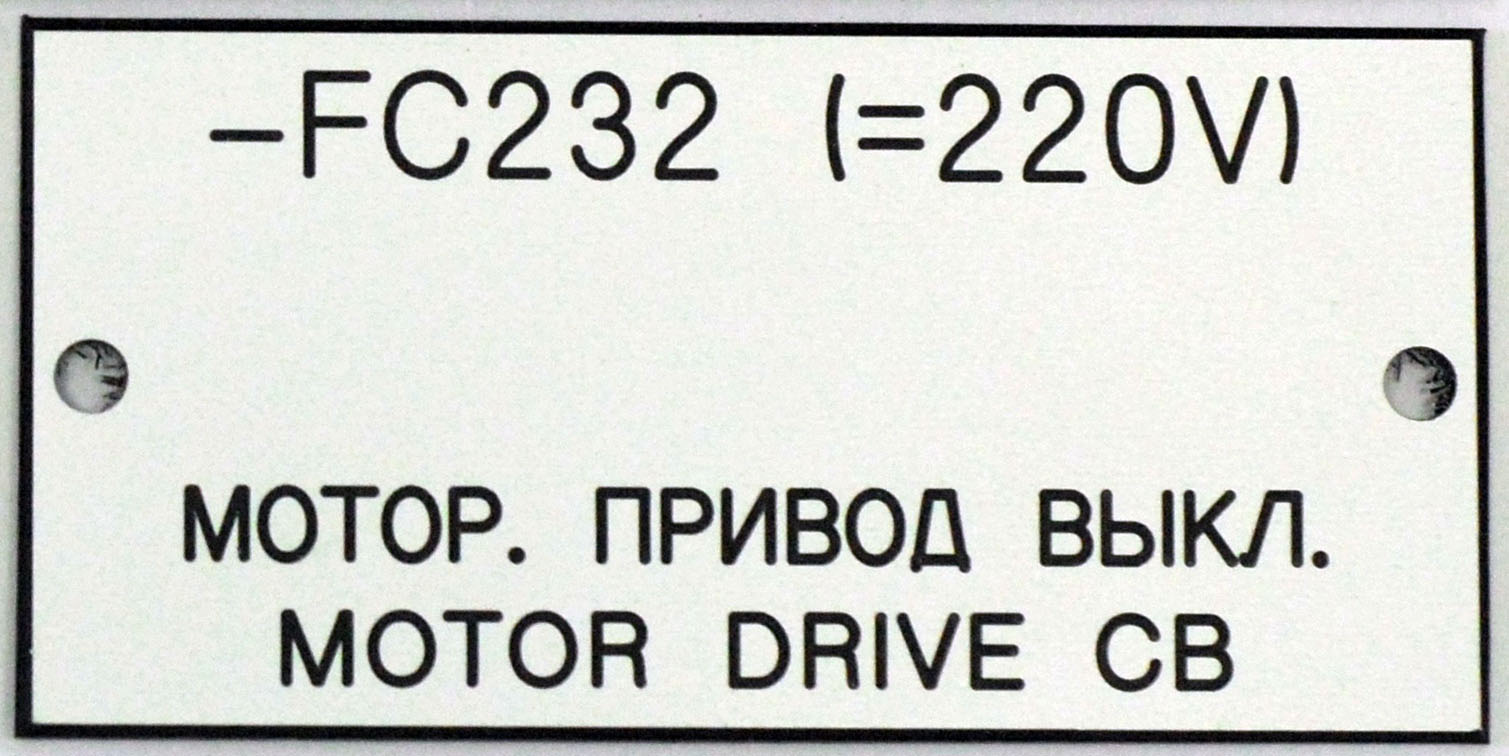 –FC232 (=220V)
МОТОР. ПРИВОД ВЫКЛ.
MOTOR DRIVE CB